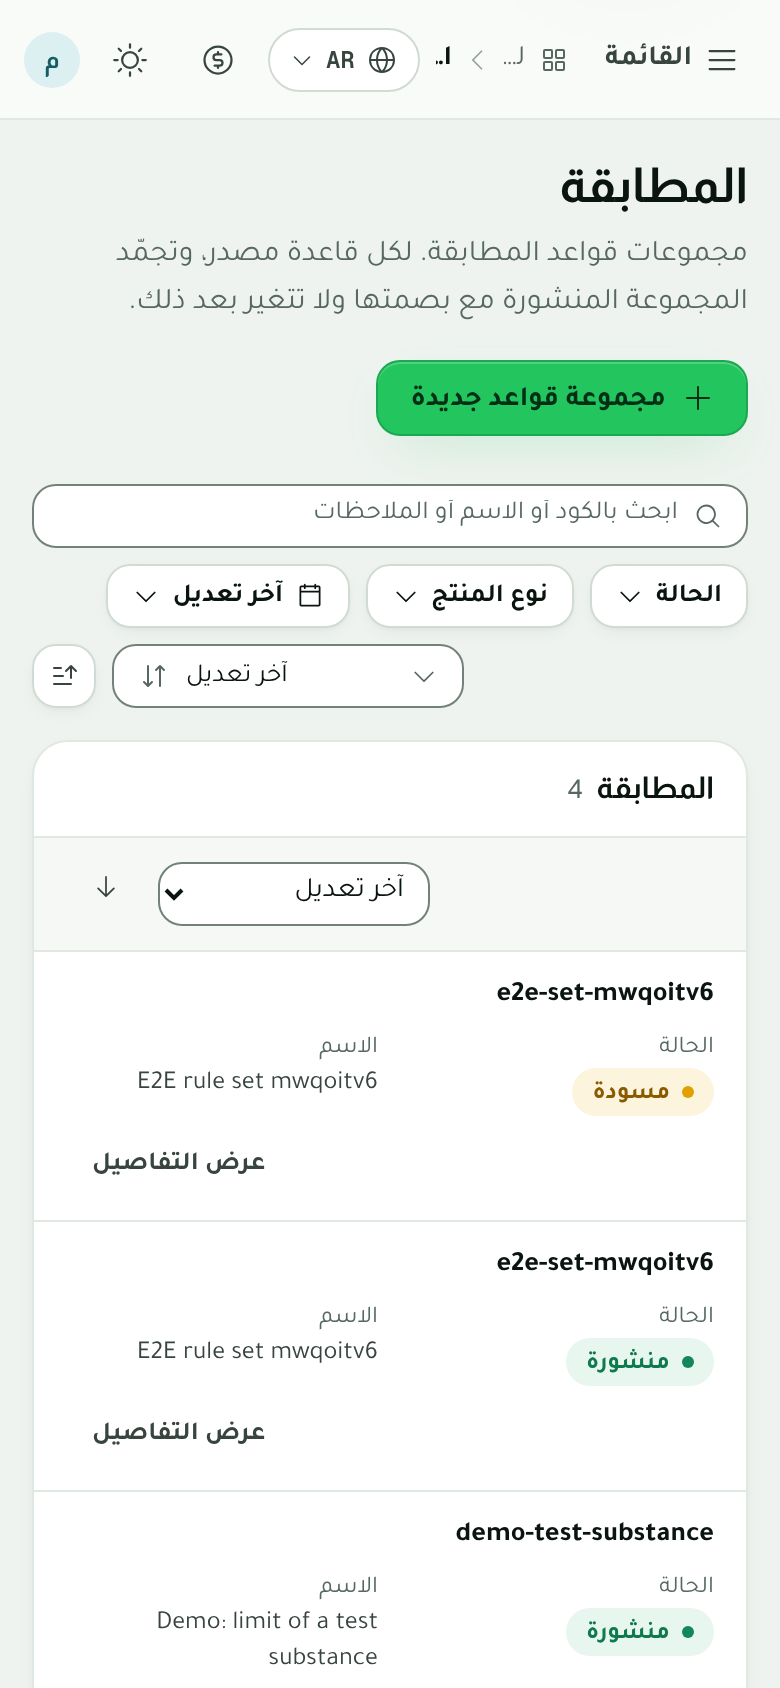 القائمة
لـ...
ا..
AR
م
المطابقة
مجموعات قواعد المطابقة. لكل قاعدة مصدر، وتجمّد
المجموعة المنشورة مع بصمتها ولا تتغير بعد ذلك.
مجموعة قواعد جديدة
ابحث بالكود أو الاسم أو الملاحظات
الحالة
نوع المنتج
آخر تعديل
آخر تعديل
المطابقة 4
آخر تعديل
e2e-set-mwqoitv6
الحالة
مسودة
الاسم
E2E rule set mwqoitv6
عرض التفاصيل
e2e-set-mwqoitv6
الحالة
منشورة
الاسم
E2E rule set mwqoitv6
عرض التفاصيل
demo-test-substance
الحالة
منشورة
الاسم
Demo: limit of a test
substance